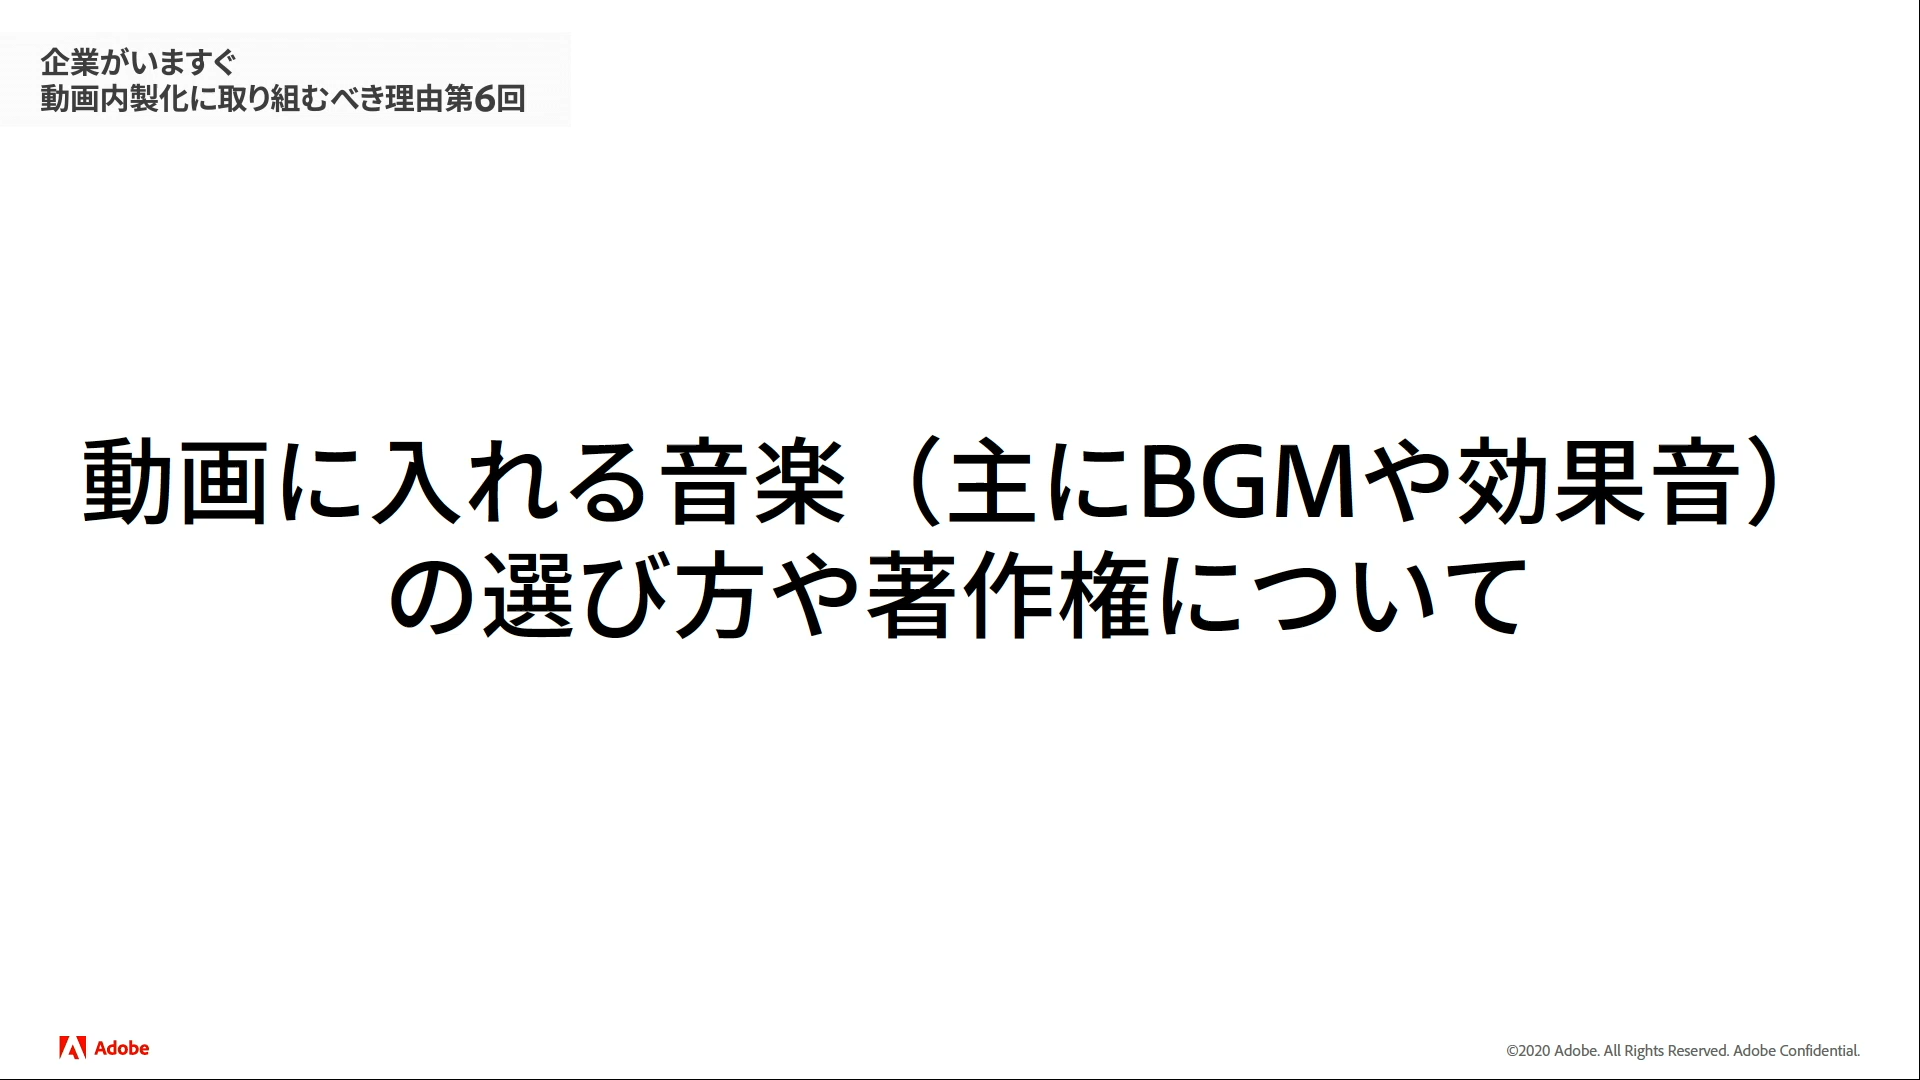 企業がいますぐ
動画内製化に取り組むべき理由第6回
動画に入れる音楽（主にBGMや効果音）
の選び方や著作権について
Adobe
©2020 Adobe. All Rights Reserved. Adobe Confidential.